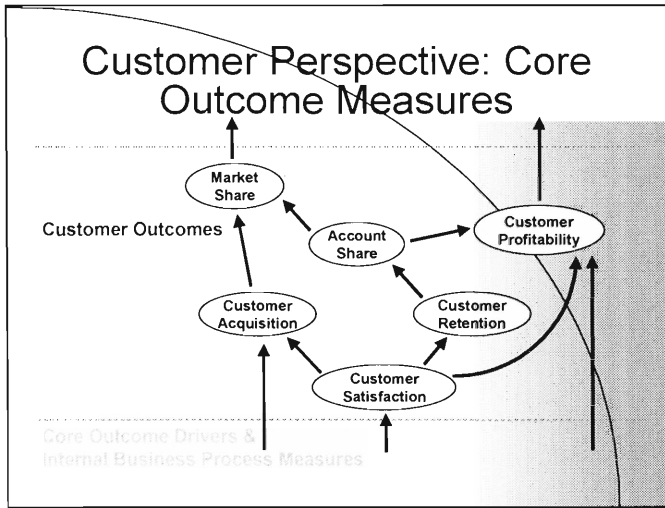 Customer Perspective: Core
Outcome Measures
Market
Share
Customer Outcomes
Account
Share
Customer
Profitability
Customer
Acquisition
Customer
Retention
Customer
Satisfaction
Core Outcome Drivers &
Internal Business Process Measures